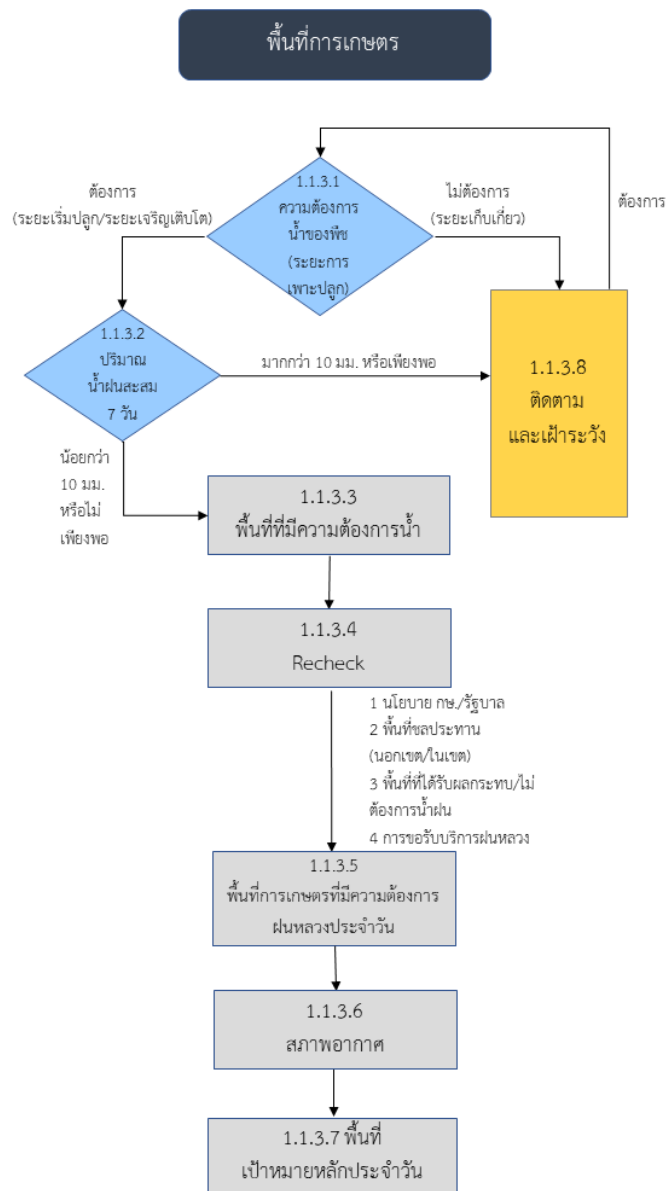 พื้นที่การเกษตร
ต้องการ
(ระยะเริ่มปลูก/ระยะเจริญเติบโต)
1.1.3.1
ความต้องการ
น้ำของพืช
(ระยะการ
เพาะปลูก)
ไม่ต้องการ
(ระยะเก็บเกี่ยว)
ต้องการ
1.1.3.2
ปริมาณ
น้ำฝนสะสม
7 วัน
มากกว่า 10 มม. หรือเพียงพอ
1.1.3.8
ติดตาม
และเฝ้าระวัง
น้อยกว่า
10 มม.
หรือไม่
เพียงพอ
1.1.3.3
พื้นที่ที่มีความต้องการน้ำ
1.1.3.4
Recheck
1 นโยบาย กษ./รัฐบาล
2 พื้นที่ชลประทาน
(นอกเขต/ในเขต)
3 พื้นที่ที่ได้รับผลกระทบ/ไม่
ต้องการน้ำฝน
4 การขอรับบริการฝนหลวง
1.1.3.5
พื้นที่การเกษตรที่มีความต้องการ
ฝนหลวงประจำวัน
1.1.3.6
สภาพอากาศ
1.1.3.7 พื้นที่
เป้าหมายหลักประจำวัน